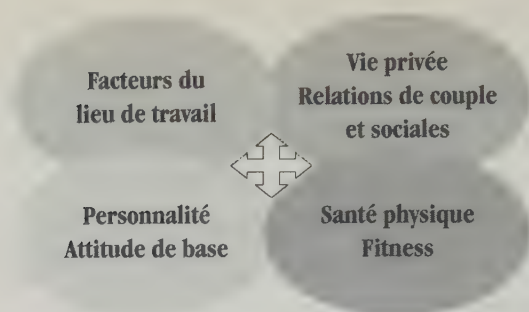 Facteurs du
lieu de travail
Vie privée
Relations de couple
et sociales
Personnalité
Attitude de base
Santé physique
Fitness